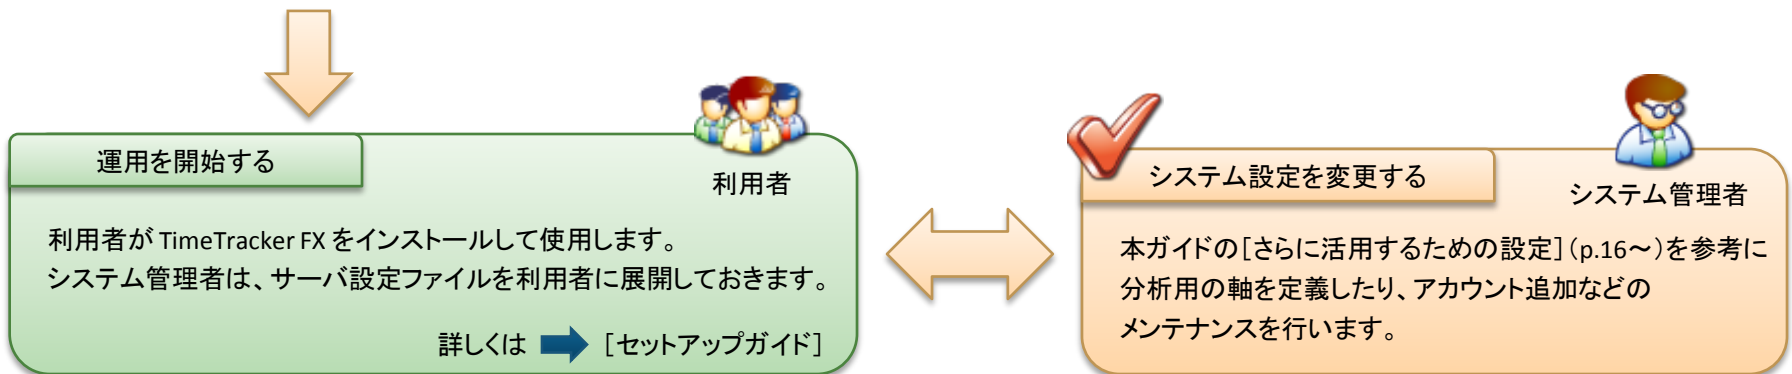 運用を開始する
利用者
利用者が TimeTracker FX をインストールして使用します。
システム管理者は、サーバ設定ファイルを利用者に展開しておきます。
詳しくは [セットアップガイド]
システム設定を変更する
システム管理者
本ガイドの[さらに活用するための設定](p.16～)を参考に
分析用の軸を定義したり、アカウント追加などの
メンテナンスを行います。